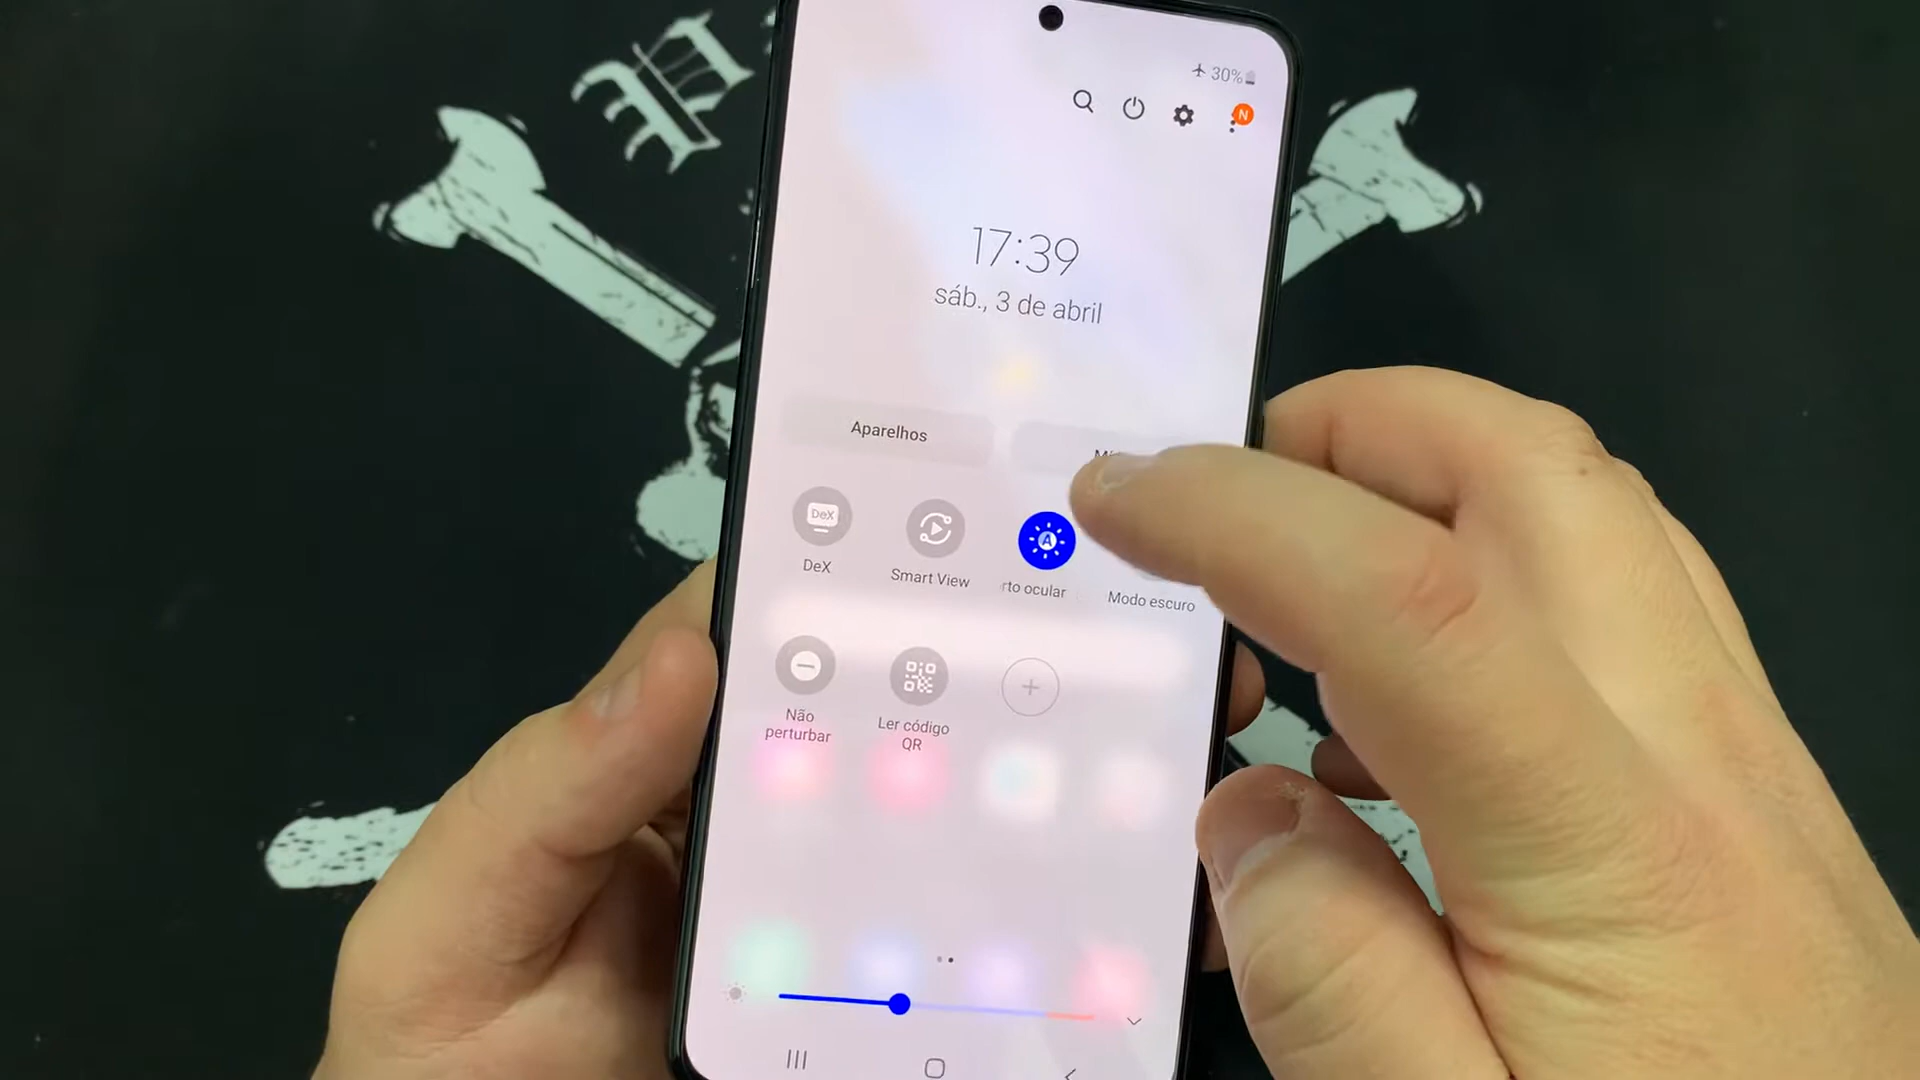 30%
N
17:39
sáb., 3 de abril
Aparelhos
DeX
DeX
Smart View
A
rto ocular
Modo escuro
Não
perturbar
Ler código
QR